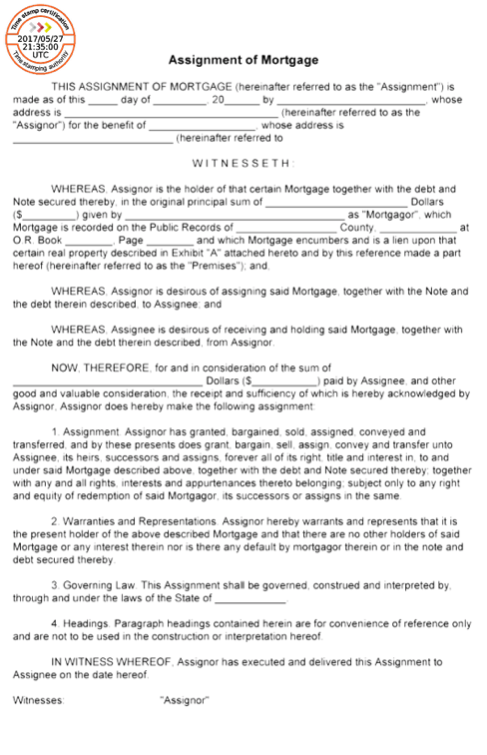 Time stamp certification
2017/05/27
21:35:00
UTC
Time stamping authority
Assignment of Mortgage
THIS ASSIGNMENT OF MORTGAGE (hereinafter referred to as the "Assignment") is
made as of this _____ day of _________, 20______ by _________________________, whose
address is ____________________________________ (hereinafter referred to as the
"Assignor") for the benefit of __________________, whose address is
___________________________ (hereinafter referred to
W I T N E S S E T H :
WHEREAS, Assignor is the holder of that certain Mortgage together with the debt and
Note secured thereby, in the original principal sum of ________________________ Dollars
($_________) given by _____________________________________ as "Mortgagor", which
Mortgage is recorded on the Public Records of _________________ County, _____________ at
O.R. Book ________, Page ________ and which Mortgage encumbers and is a lien upon that
certain real property described in Exhibit "A" attached hereto and by this reference made a part
hereof (hereinafter referred to as the "Premises"); and,
WHEREAS, Assignor is desirous of assigning said Mortgage, together with the Note and
the debt therein described, to Assignee; and
WHEREAS, Assignee is desirous of receiving and holding said Mortgage, together with
the Note and the debt therein described, from Assignor.
NOW, THEREFORE, for and in consideration of the sum of
________________________________ Dollars ($___________) paid by Assignee, and other
good and valuable consideration, the receipt and sufficiency of which is hereby acknowledged by
Assignor, Assignor does hereby make the following assignment:
1. Assignment. Assignor has granted, bargained, sold, assigned, conveyed and
transferred, and by these presents does grant, bargain, sell, assign, convey and transfer unto
Assignee, its heirs, successors and assigns, forever all of its right, title and interest in, to and
under said Mortgage described above, together with the debt and Note secured thereby; together
with any and all rights, interests and appurtenances thereto belonging; subject only to any right
and equity of redemption of said Mortgagor, its successors or assigns in the same.
2. Warranties and Representations. Assignor hereby warrants and represents that it is
the present holder of the above described Mortgage and that there are no other holders of said
Mortgage or any interest therein nor is there any default by mortgagor therein or in the note and
debt secured thereby.
3. Governing Law. This Assignment shall be governed, construed and interpreted by,
through and under the laws of the State of ____________.
4. Headings. Paragraph headings contained herein are for convenience of reference only
and are not to be used in the construction or interpretation hereof.
IN WITNESS WHEREOF, Assignor has executed and delivered this Assignment to
Assignee on the date hereof.
Witnesses: "Assignor"